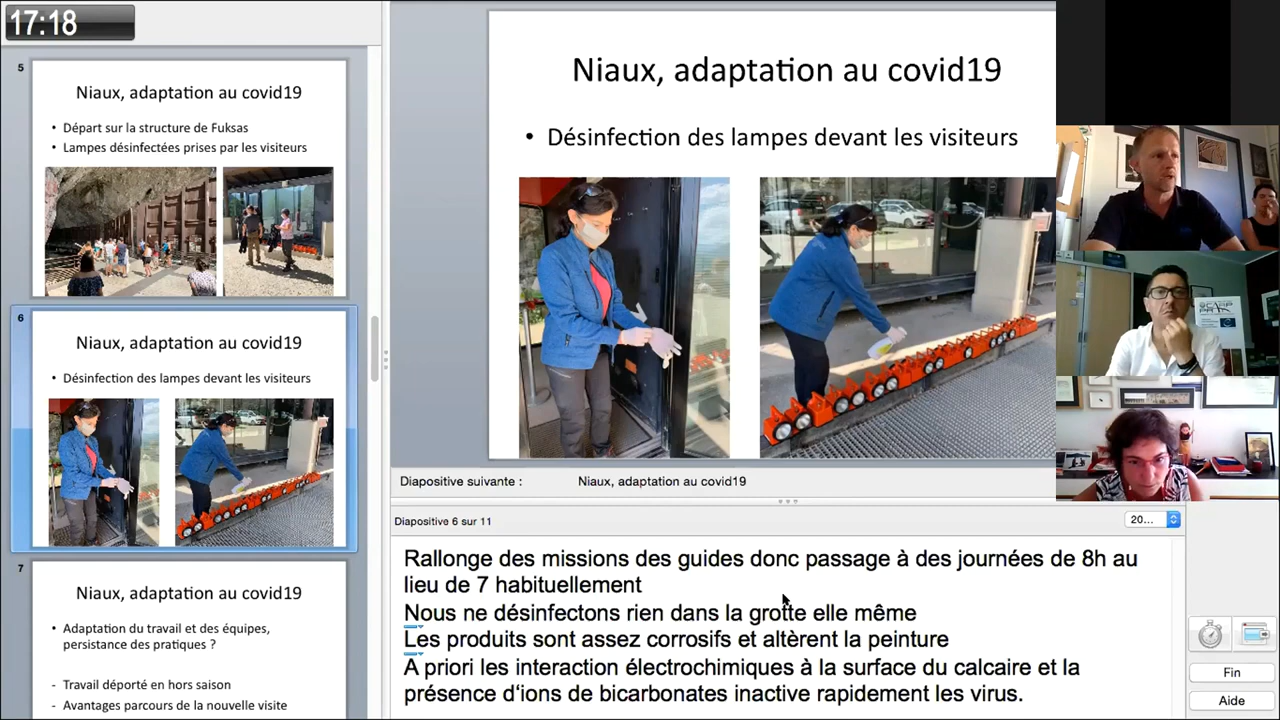 17:18
5
Niaux, adaptation au covid19
• Départ sur la structure de Fuksas
• Lampes désinfectées prises par les visiteurs
6
Niaux, adaptation au covid19
• Désinfection des lampes devant les visiteurs
7
Niaux, adaptation au covid19
• Adaptation du travail et des équipes,
persistance des pratiques ?
- Travail déporté en hors saison
- Avantages parcours de la nouvelle visite
Niaux, adaptation au covid19
• Désinfection des lampes devant les visiteurs
Diapositive suivante : Niaux, adaptation au covid19
Diapositive 6 sur 11
20...
Rallonge des missions des guides donc passage à des journées de 8h au
lieu de 7 habituellement
Nous ne désinfectons rien dans la grotte elle même
Les produits sont assez corrosifs et altèrent la peinture
A priori les interaction électrochimiques à la surface du calcaire et la
présence d'ions de bicarbonates inactive rapidement les virus.
Fin
Aide